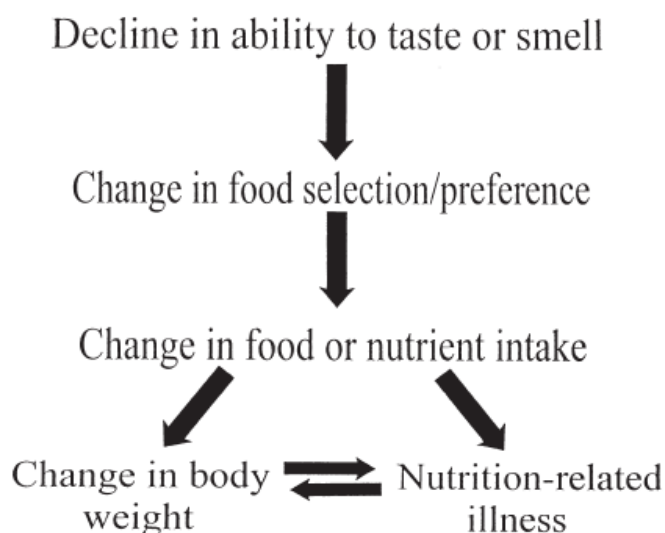 Decline in ability to taste or smell
Change in food selection/preference
Change in food or nutrient intake
Change in body
weight
Nutrition-related
illness